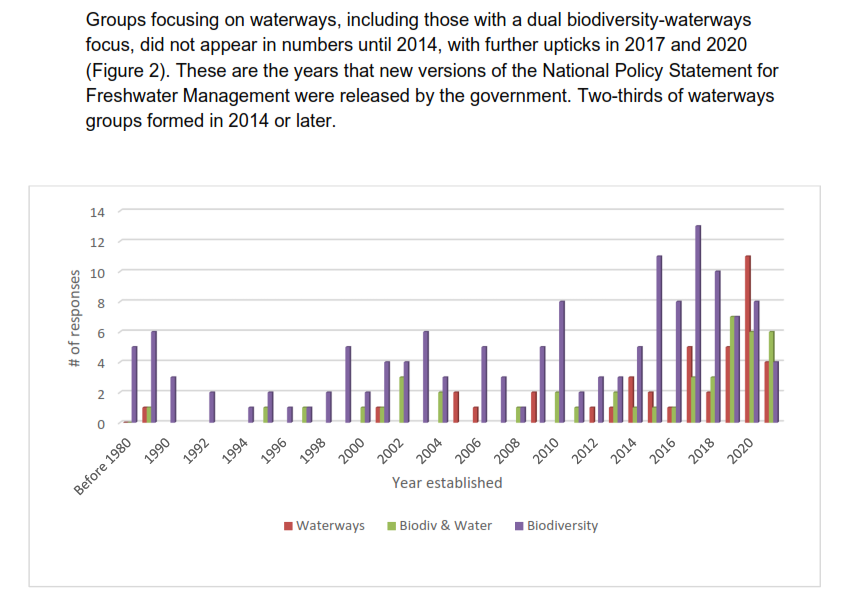 Groups focusing on waterways, including those with a dual biodiversity-waterways
focus, did not appear in numbers until 2014, with further upticks in 2017 and 2020
(Figure 2). These are the years that new versions of the National Policy Statement for
Freshwater Management were released by the government. Two-thirds of waterways
groups formed in 2014 or later.
14
12
10
8
6
4
2
0
# of responses
Before 1980
1990
1992
1994
1996
1998
2000
2002
2004
2006
2008
2010
2012
2014
2016
2018
2020
Year established
Waterways
Biodiv & Water
Biodiversity